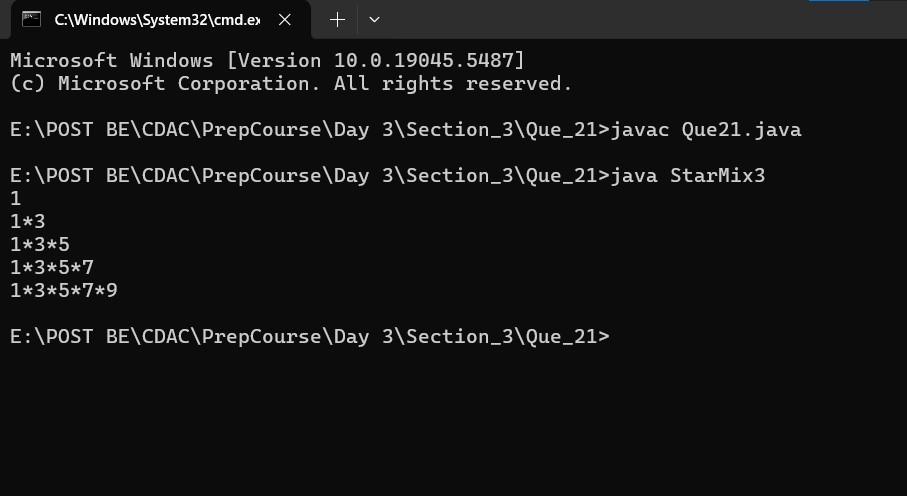 C:\Windows\System32\cmd.ex
Microsoft Windows [Version 10.0.19045.5487]
(c) Microsoft Corporation. All rights reserved.
E:\POST BE\CDAC\PrepCourse\Day 3\Section_3\Que_21>javac Que21.java
E:\POST BE\CDAC\PrepCourse\Day 3\Section_3\Que_21>java StarMix3
1
1*3
1*3*5
1*3*5*7
1*3*5*7*9
E:\POST BE\CDAC\PrepCourse\Day 3\Section_3\Que_21>